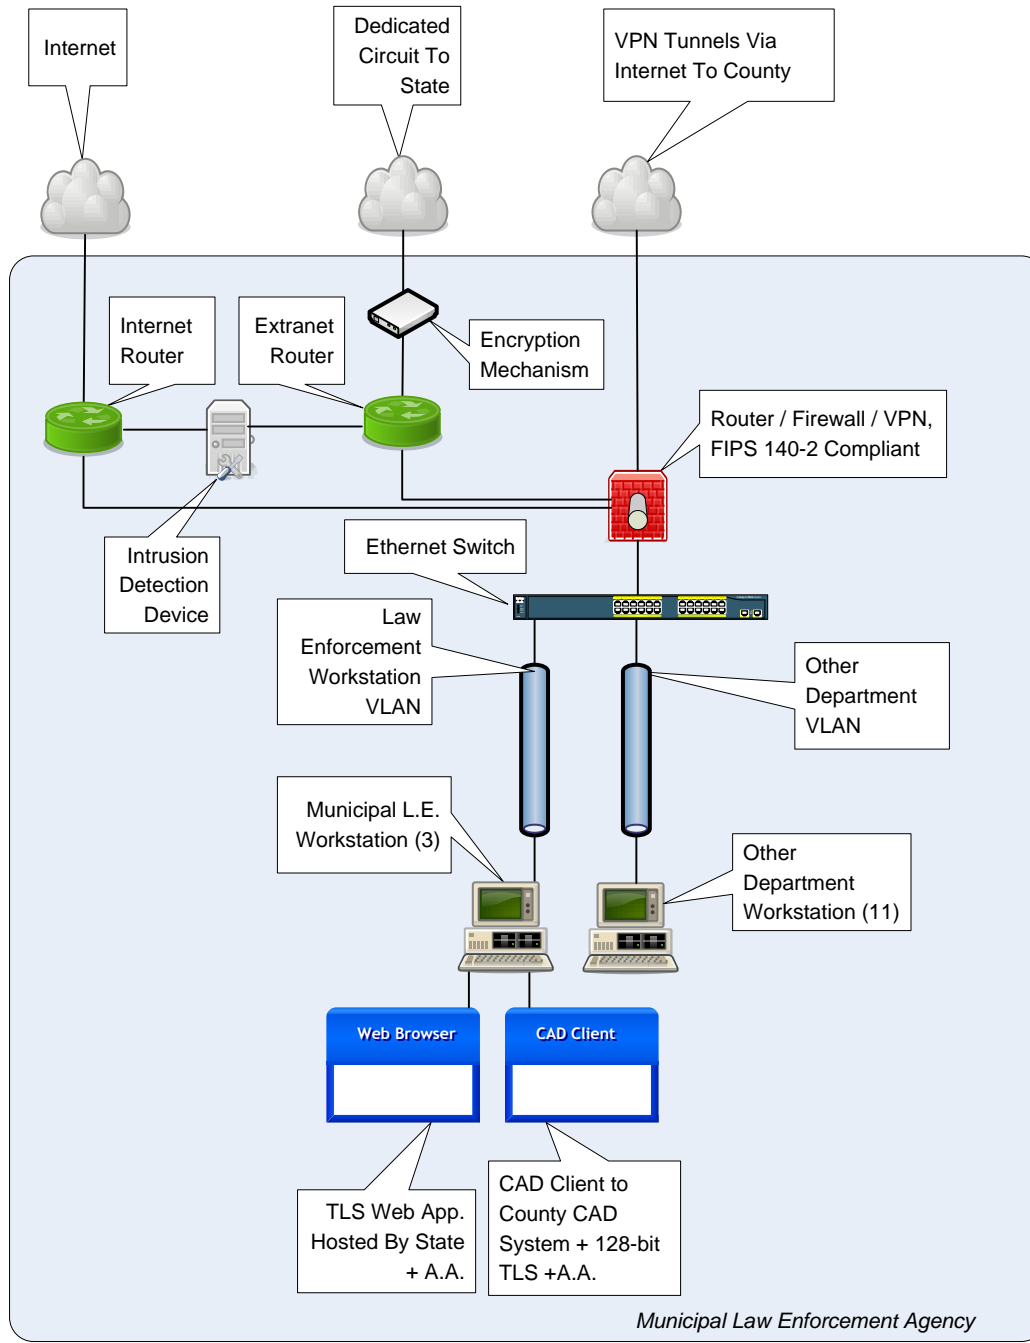 Internet
Dedicated
Circuit To
State
VPN Tunnels Via
Internet To County
Internet
Router
Extranet
Router
Encryption
Mechanism
Router / Firewall / VPN,
FIPS 140-2 Compliant
Intrusion
Detection
Device
Ethernet Switch
Law
Enforcement
Workstation
VLAN
Other
Department
VLAN
Municipal L.E.
Workstation (3)
Other
Department
Workstation (11)
Web Browser
CAD Client
TLS Web App.
Hosted By State
+ A.A.
CAD Client to
County CAD
System + 128-bit
TLS +A.A.
Municipal Law Enforcement Agency